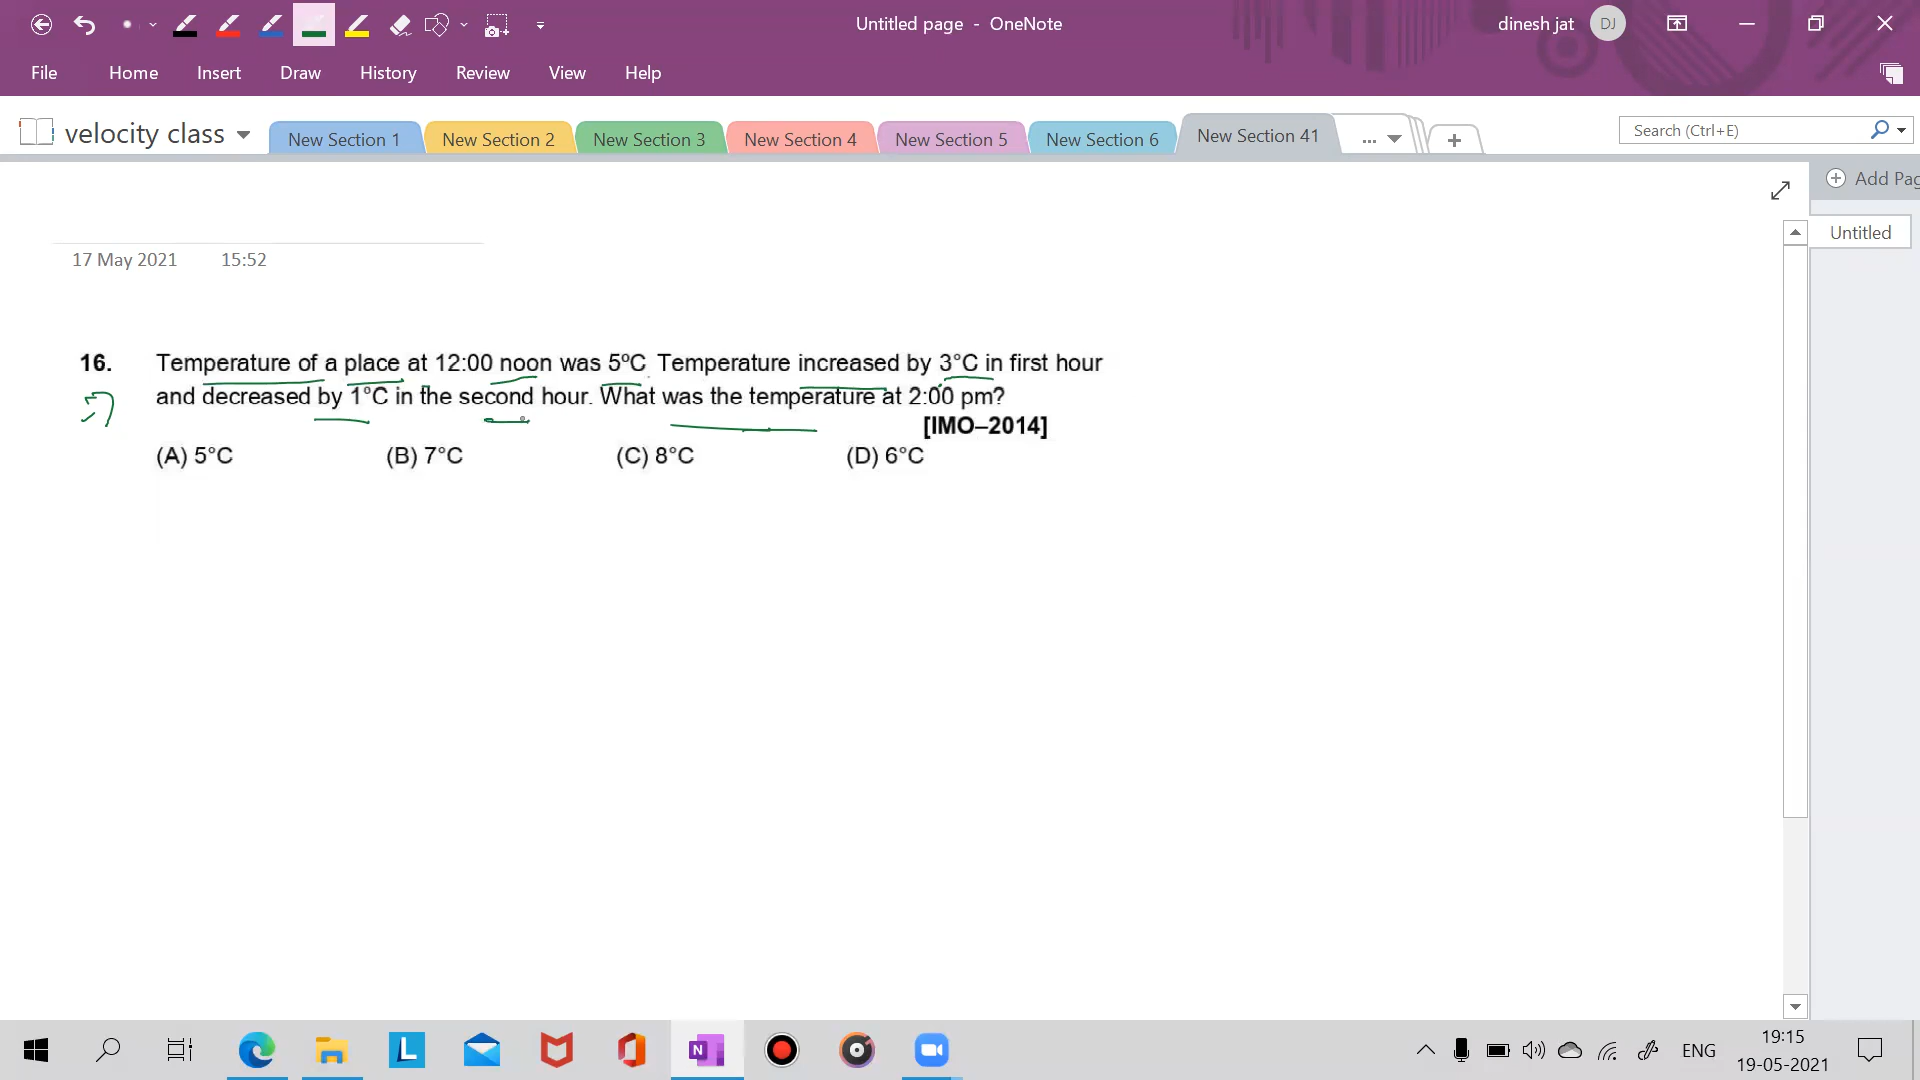 Untitled page - OneNote
dinesh jat DJ
File Home Insert Draw History Review View Help
velocity class New Section 1 New Section 2 New Section 3 New Section 4 New Section 5 New Section 6 New Section 41 ... Search (Ctrl+E)
Add Pag
Untitled
17 May 2021 15:52
16. Temperature of a place at 12:00 noon was 5ºC. Temperature increased by 3°C in first hour
and decreased by 1°C in the second hour. What was the temperature at 2:00 pm?
[IMO–2014]
(A) 5°C (B) 7°C (C) 8°C (D) 6°C
L N ENG 19:15
19-05-2021